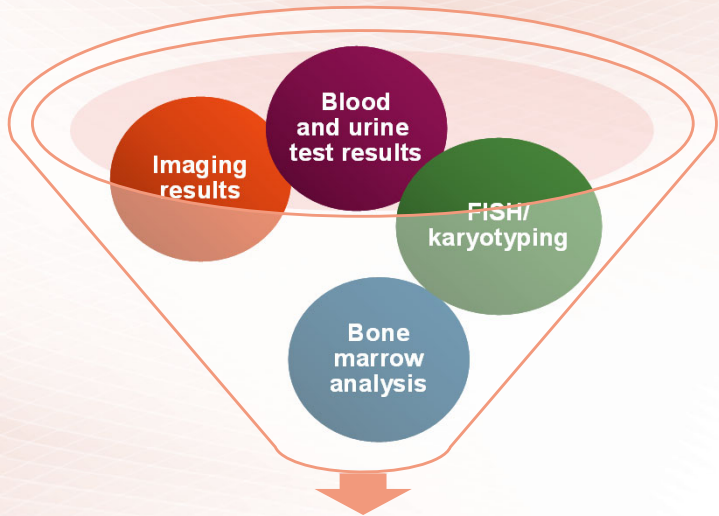 Blood
and urine
test results
Imaging
results
FISH/
karyotyping
Bone
marrow
analysis